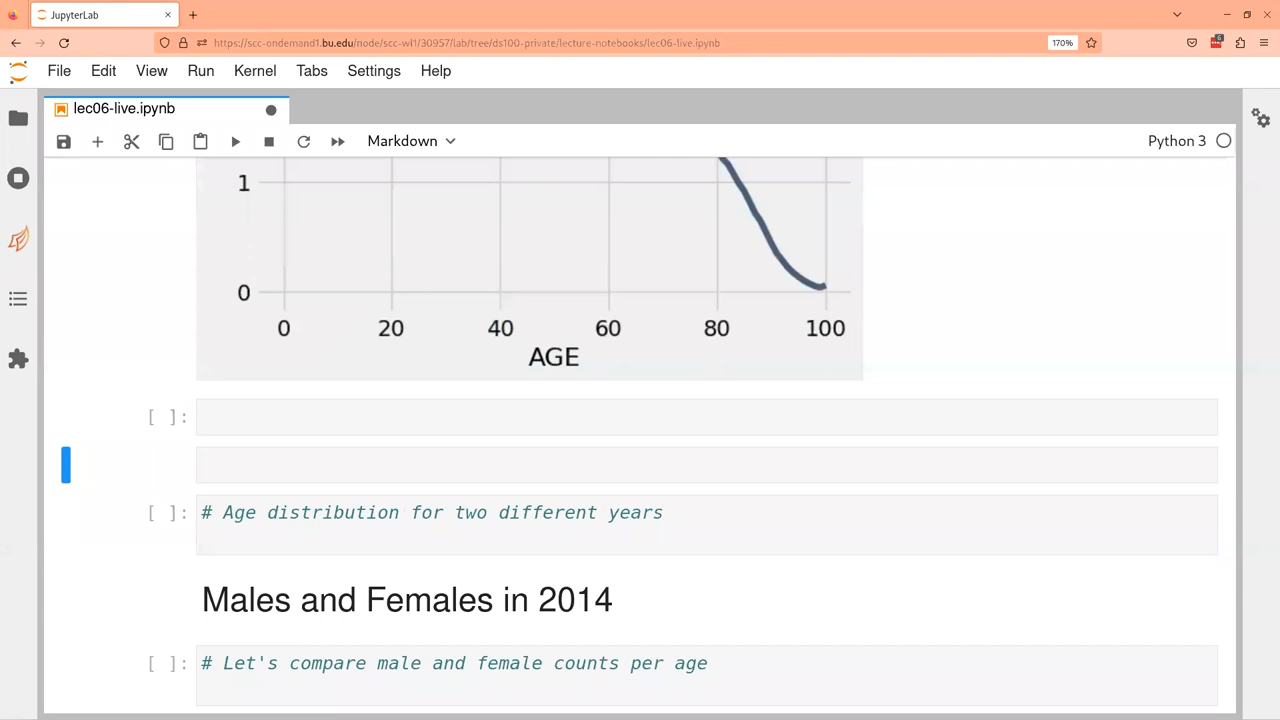 JupyterLab
https://scc-ondemand1.bu.edu/node/scc-wl1/30957/lab/tree/ds100-private/lecture-notebooks/lec06-live.ipynb
170%
6
File Edit View Run Kernel Tabs Settings Help
lec06-live.ipynb
Markdown
Python 3
1
0
0 20 40 60 80 100
AGE
[ ]:
[ ]: # Age distribution for two different years
Males and Females in 2014
[ ]: # Let's compare male and female counts per age